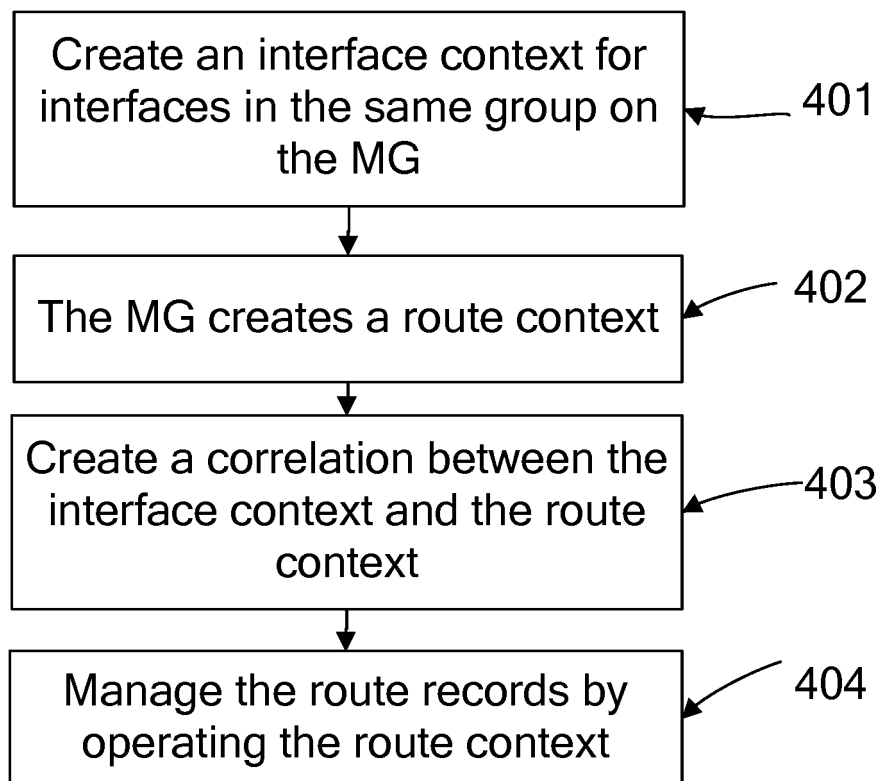 Create an interface context for
interfaces in the same group on
the MG
401
The MG creates a route context
402
Create a correlation between the
interface context and the route
context
403
Manage the route records by
operating the route context
404